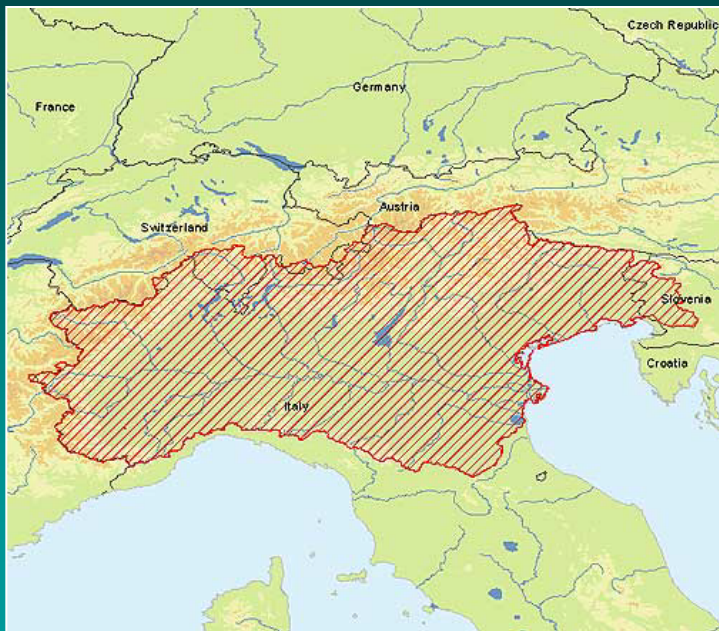 Czech Republic
France
Germany
Austria
Switzerland
Slovenia
Croatia
Italy